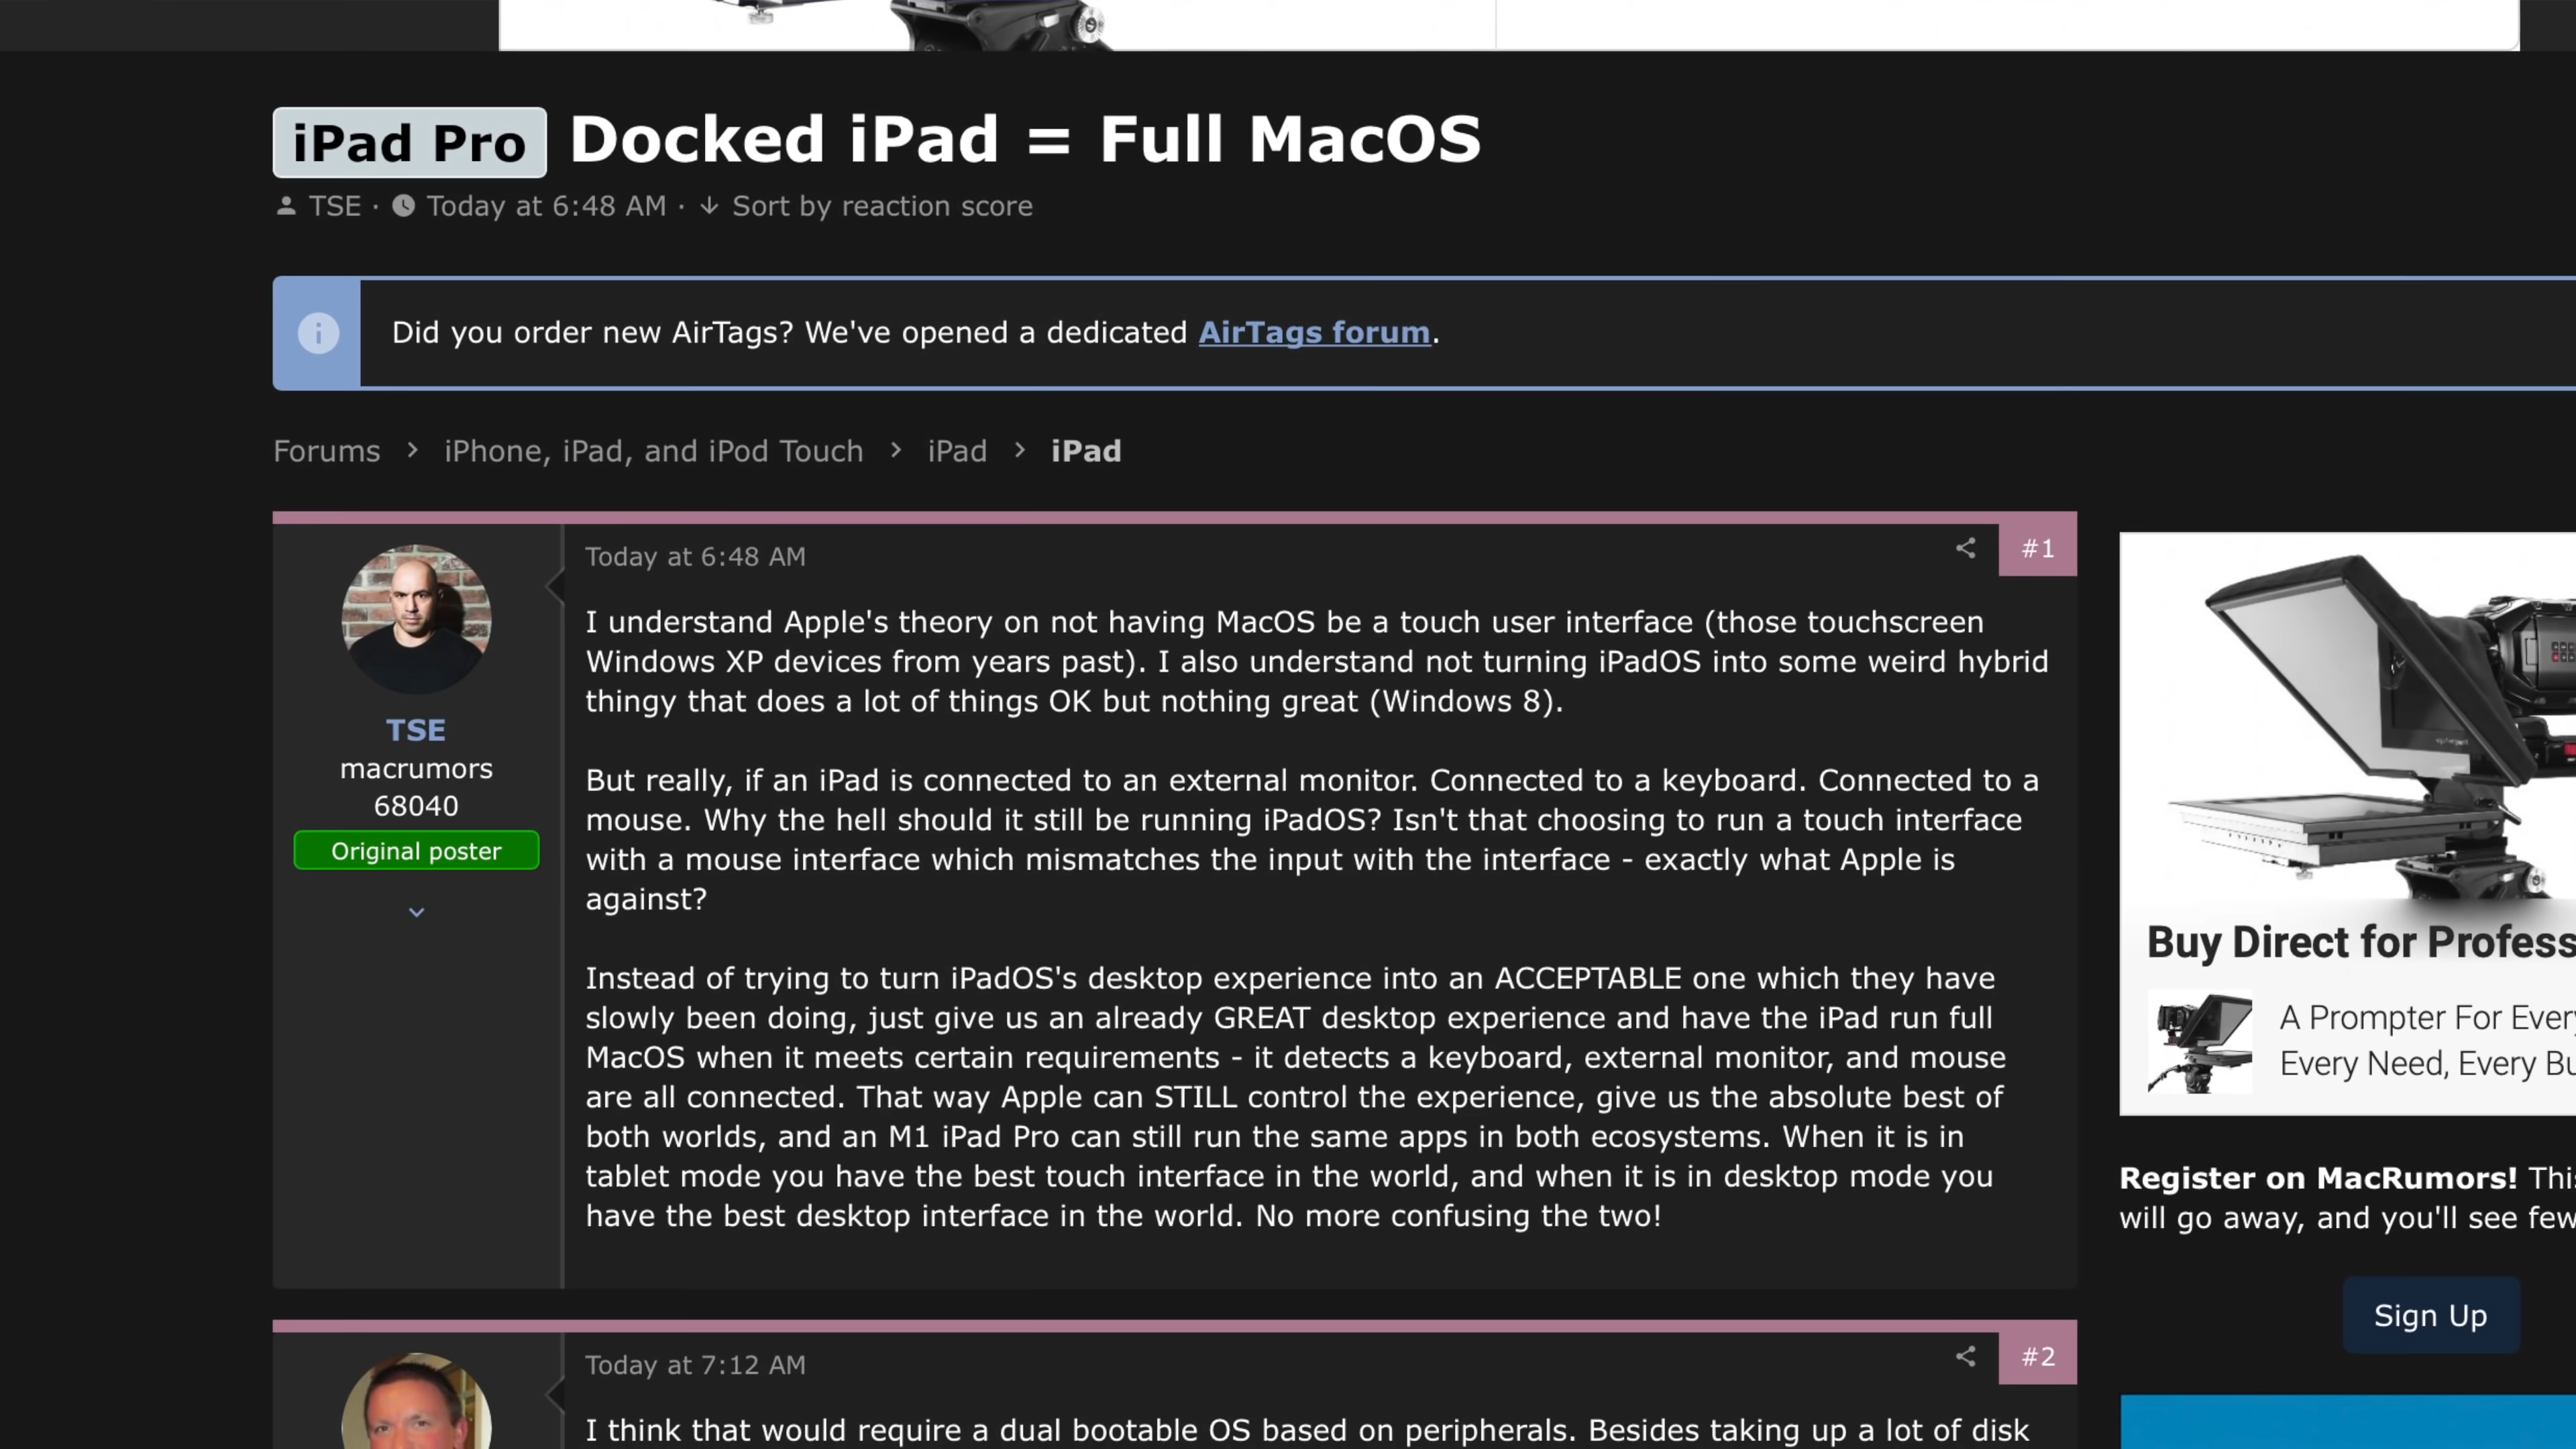 iPad Pro Docked iPad = Full MacOS
TSE · Today at 6:48 AM · Sort by reaction score
Did you order new AirTags? We've opened a dedicated AirTags forum.
Forums > iPhone, iPad, and iPod Touch > iPad > iPad
Today at 6:48 AM
#1
TSE
macrumors
68040
Original poster
I understand Apple's theory on not having MacOS be a touch user interface (those touchscreen
Windows XP devices from years past). I also understand not turning iPadOS into some weird hybrid
thingy that does a lot of things OK but nothing great (Windows 8).
But really, if an iPad is connected to an external monitor. Connected to a keyboard. Connected to a
mouse. Why the hell should it still be running iPadOS? Isn't that choosing to run a touch interface
with a mouse interface which mismatches the input with the interface - exactly what Apple is
against?
Instead of trying to turn iPadOS's desktop experience into an ACCEPTABLE one which they have
slowly been doing, just give us an already GREAT desktop experience and have the iPad run full
MacOS when it meets certain requirements - it detects a keyboard, external monitor, and mouse
are all connected. That way Apple can STILL control the experience, give us the absolute best of
both worlds, and an M1 iPad Pro can still run the same apps in both ecosystems. When it is in
tablet mode you have the best touch interface in the world, and when it is in desktop mode you
have the best desktop interface in the world. No more confusing the two!
Today at 7:12 AM
#2
I think that would require a dual bootable OS based on peripherals. Besides taking up a lot of disk
Buy Direct for Profess
A Prompter For Ever
Every Need, Every Bu
Register on MacRumors! This
will go away, and you'll see few
Sign Up